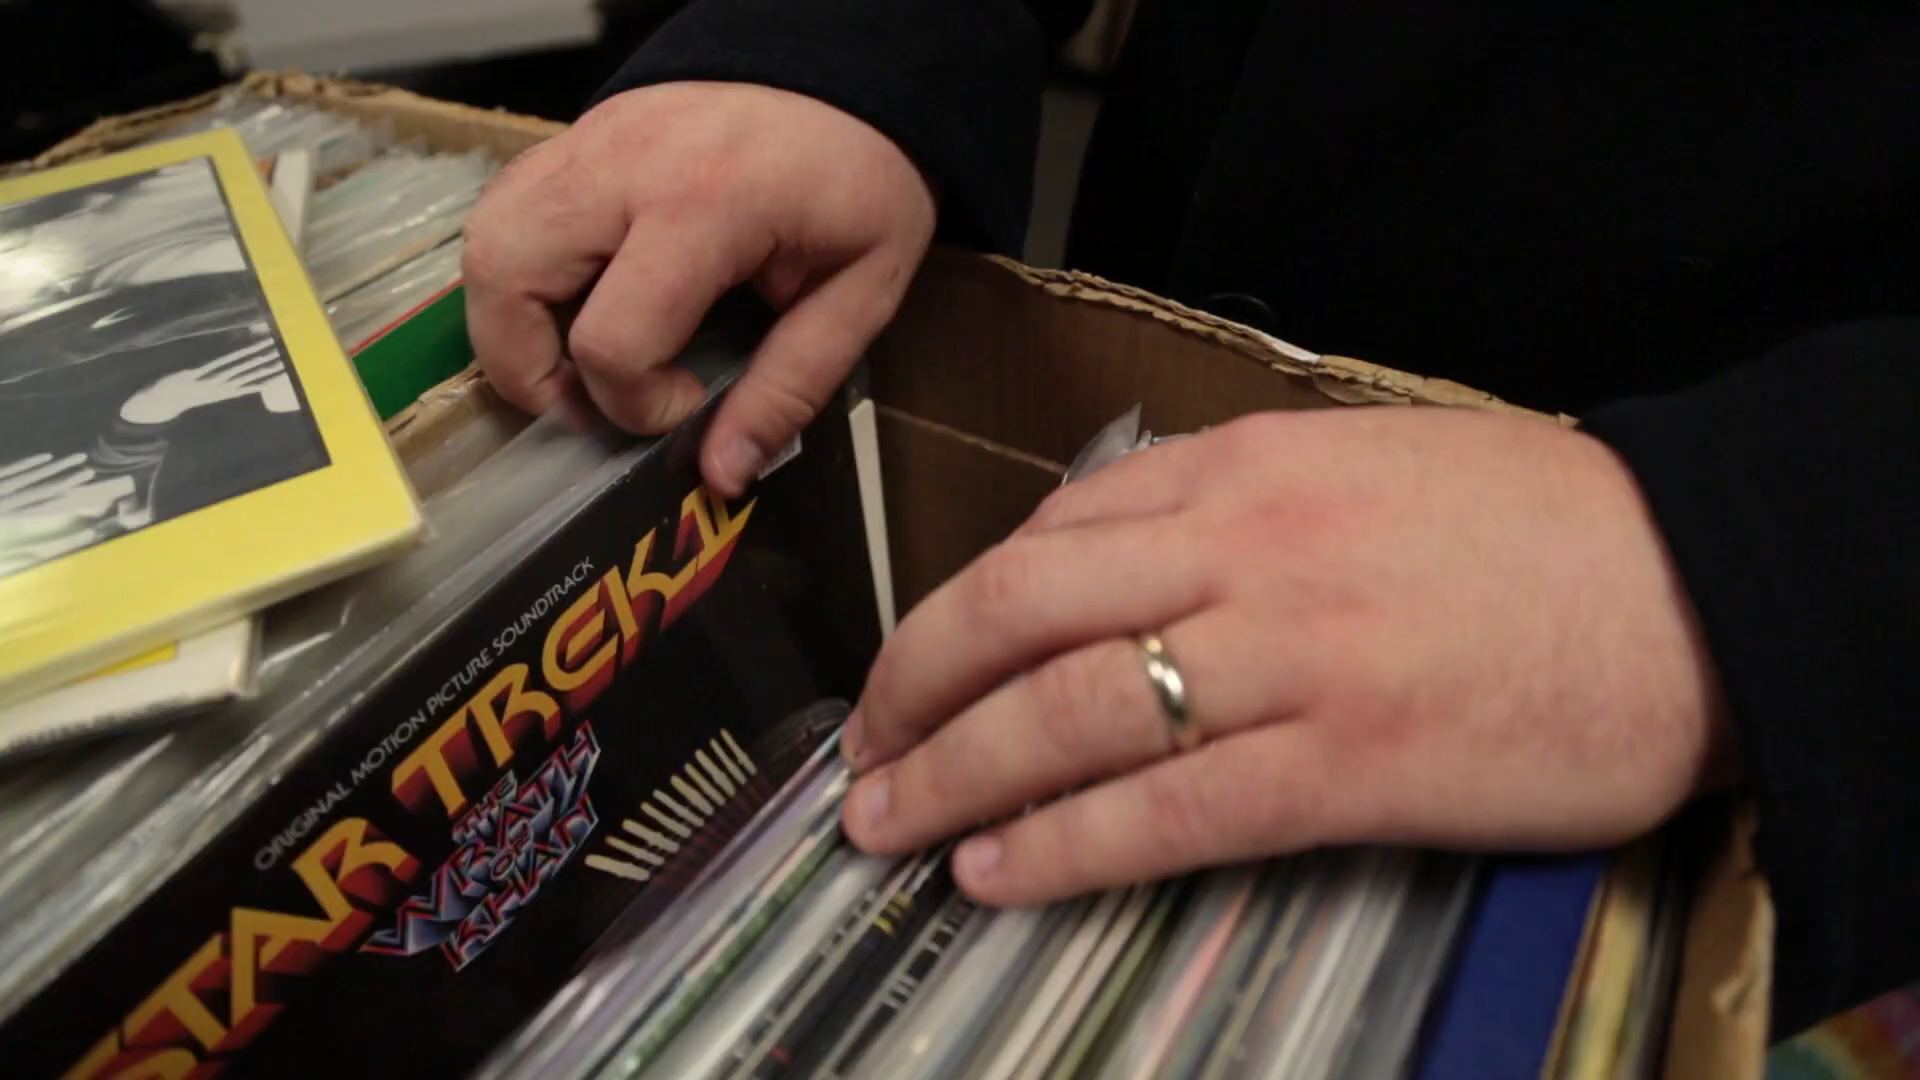 ORIGINAL MOTION PICTURE SOUNDTRACK
STAR TREK II
THE
WRATH
OF
KHAN